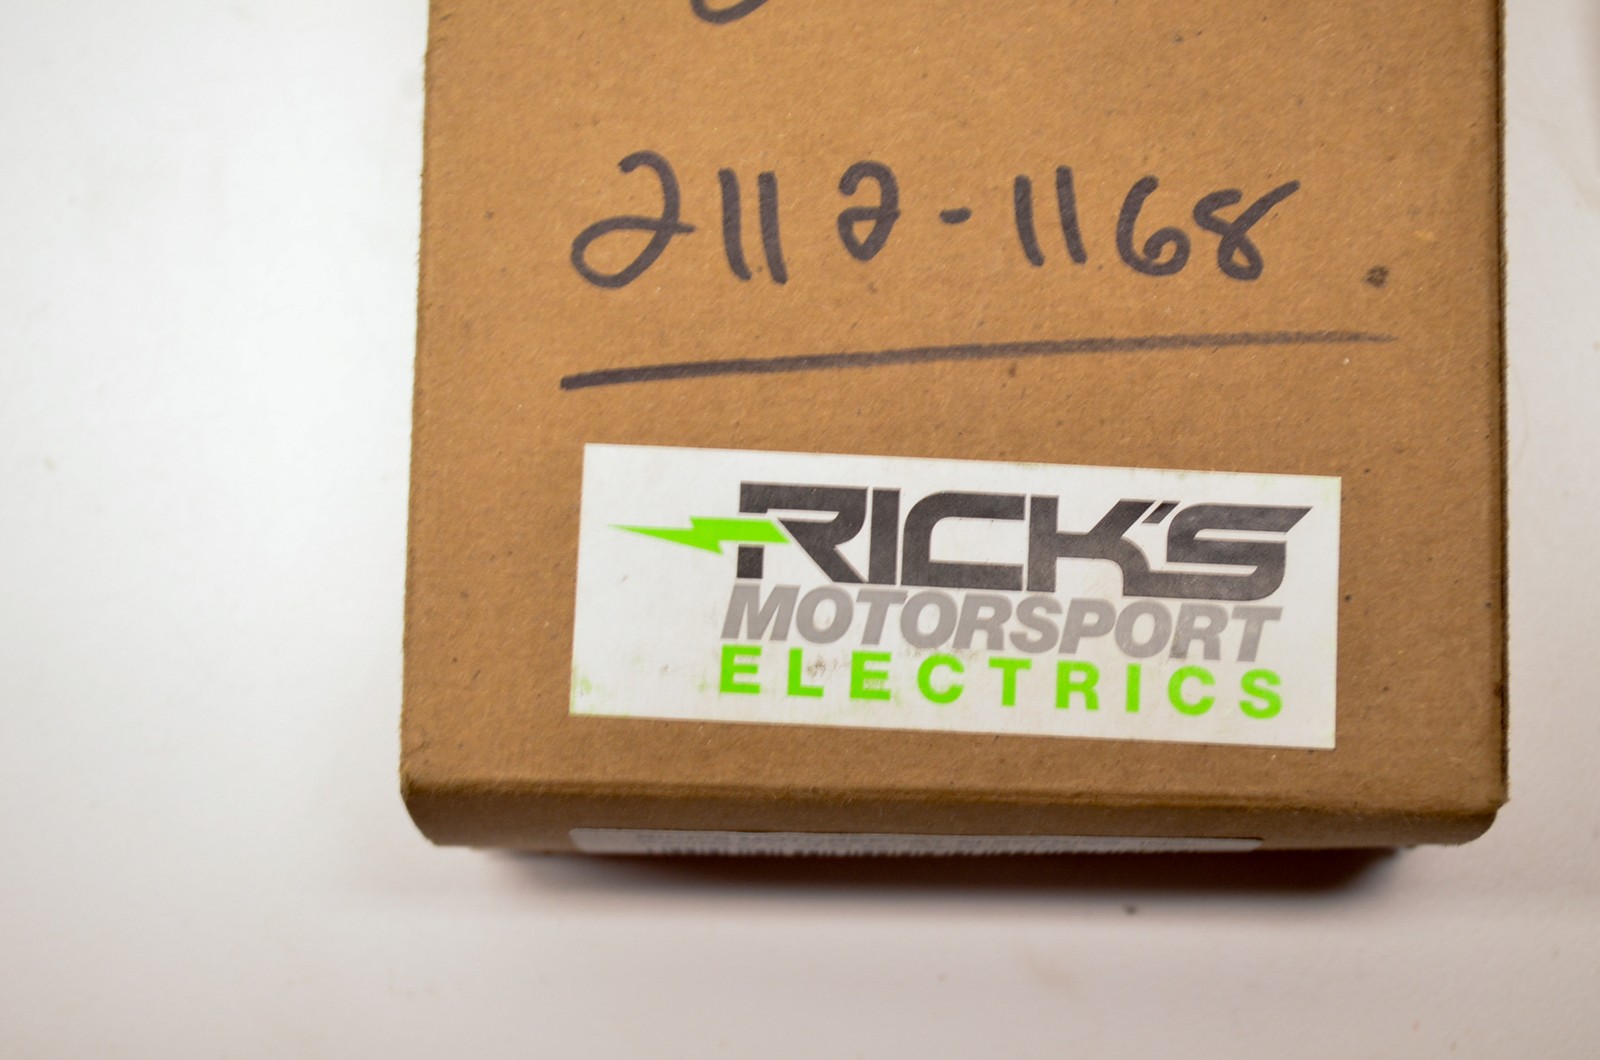 2112-1168
RICK'S
MOTORSPORT
ELECTRICS